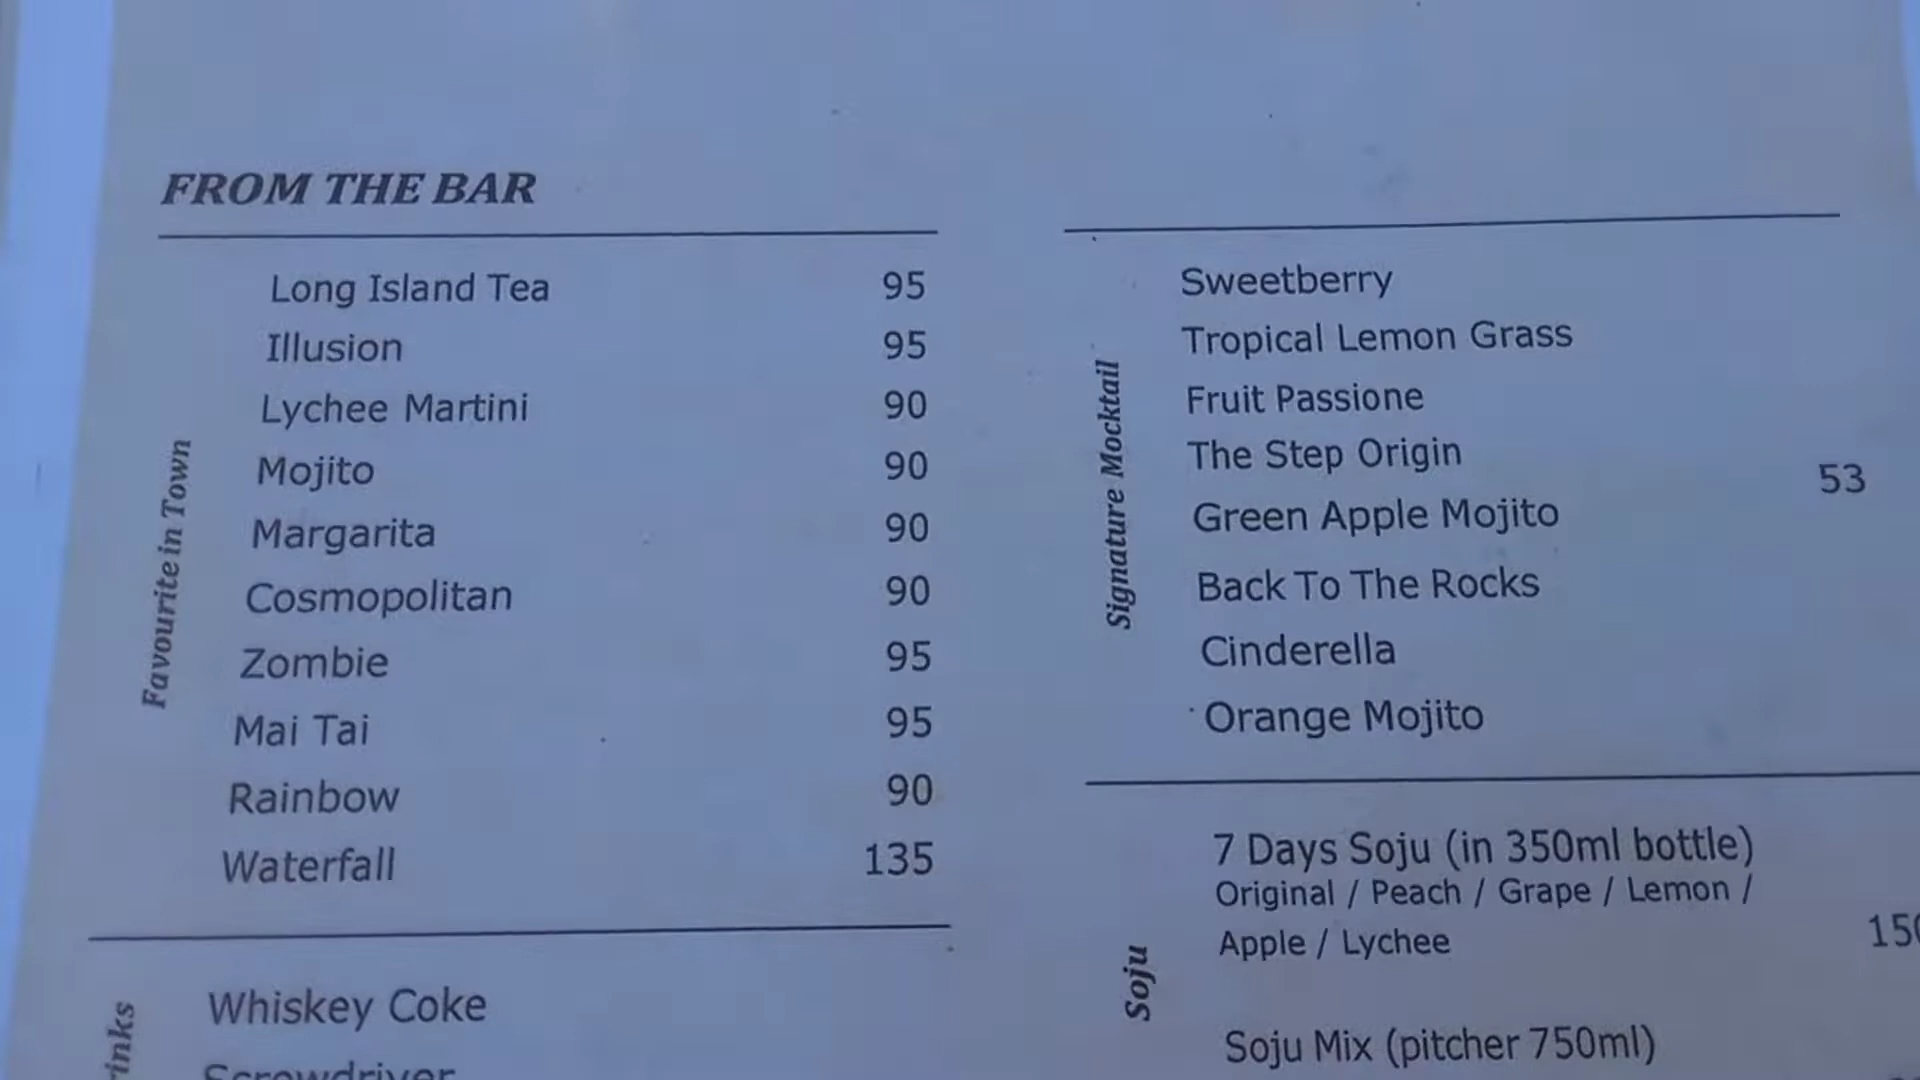 FROM THE BAR
Favourite in Town
Long Island Tea 95
Illusion 95
Lychee Martini 90
Mojito 90
Margarita 90
Cosmopolitan 90
Zombie 95
Mai Tai 95
Rainbow 90
Waterfall 135
Whiskey Coke
Screwdriver
Signature Mocktail
Sweetberry
Tropical Lemon Grass
Fruit Passione
The Step Origin
53
Green Apple Mojito
Back To The Rocks
Cinderella
Orange Mojito
Soju
7 Days Soju (in 350ml bottle)
Original / Peach / Grape / Lemon /
Apple / Lychee
Soju Mix (pitcher 750ml)